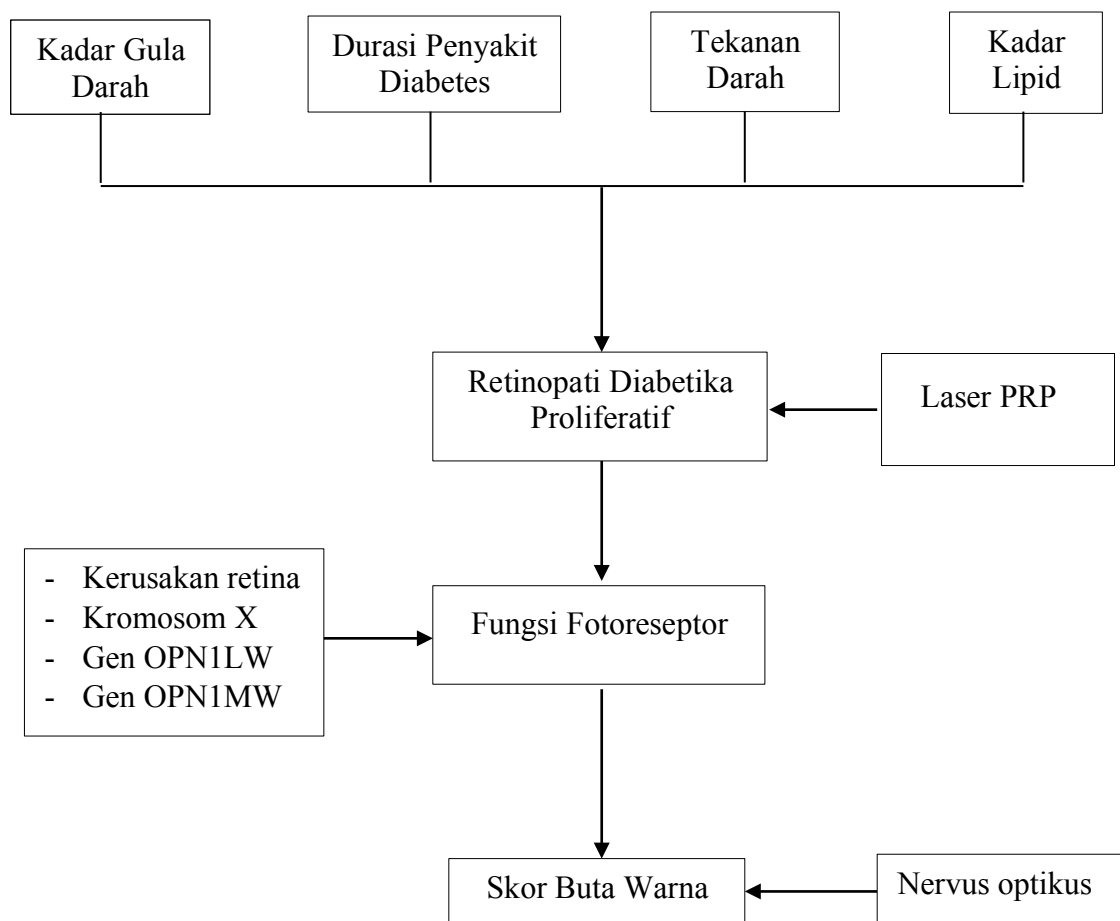 Kadar Gula
Darah
Durasi Penyakit
Diabetes
Tekanan
Darah
Kadar
Lipid
Retinopati Diabetika
Proliferatif
Laser PRP
- Kerusakan retina
- Kromosom X
- Gen OPN1LW
- Gen OPN1MW
Fungsi Fotoreseptor
Skor Buta Warna
Nervus optikus